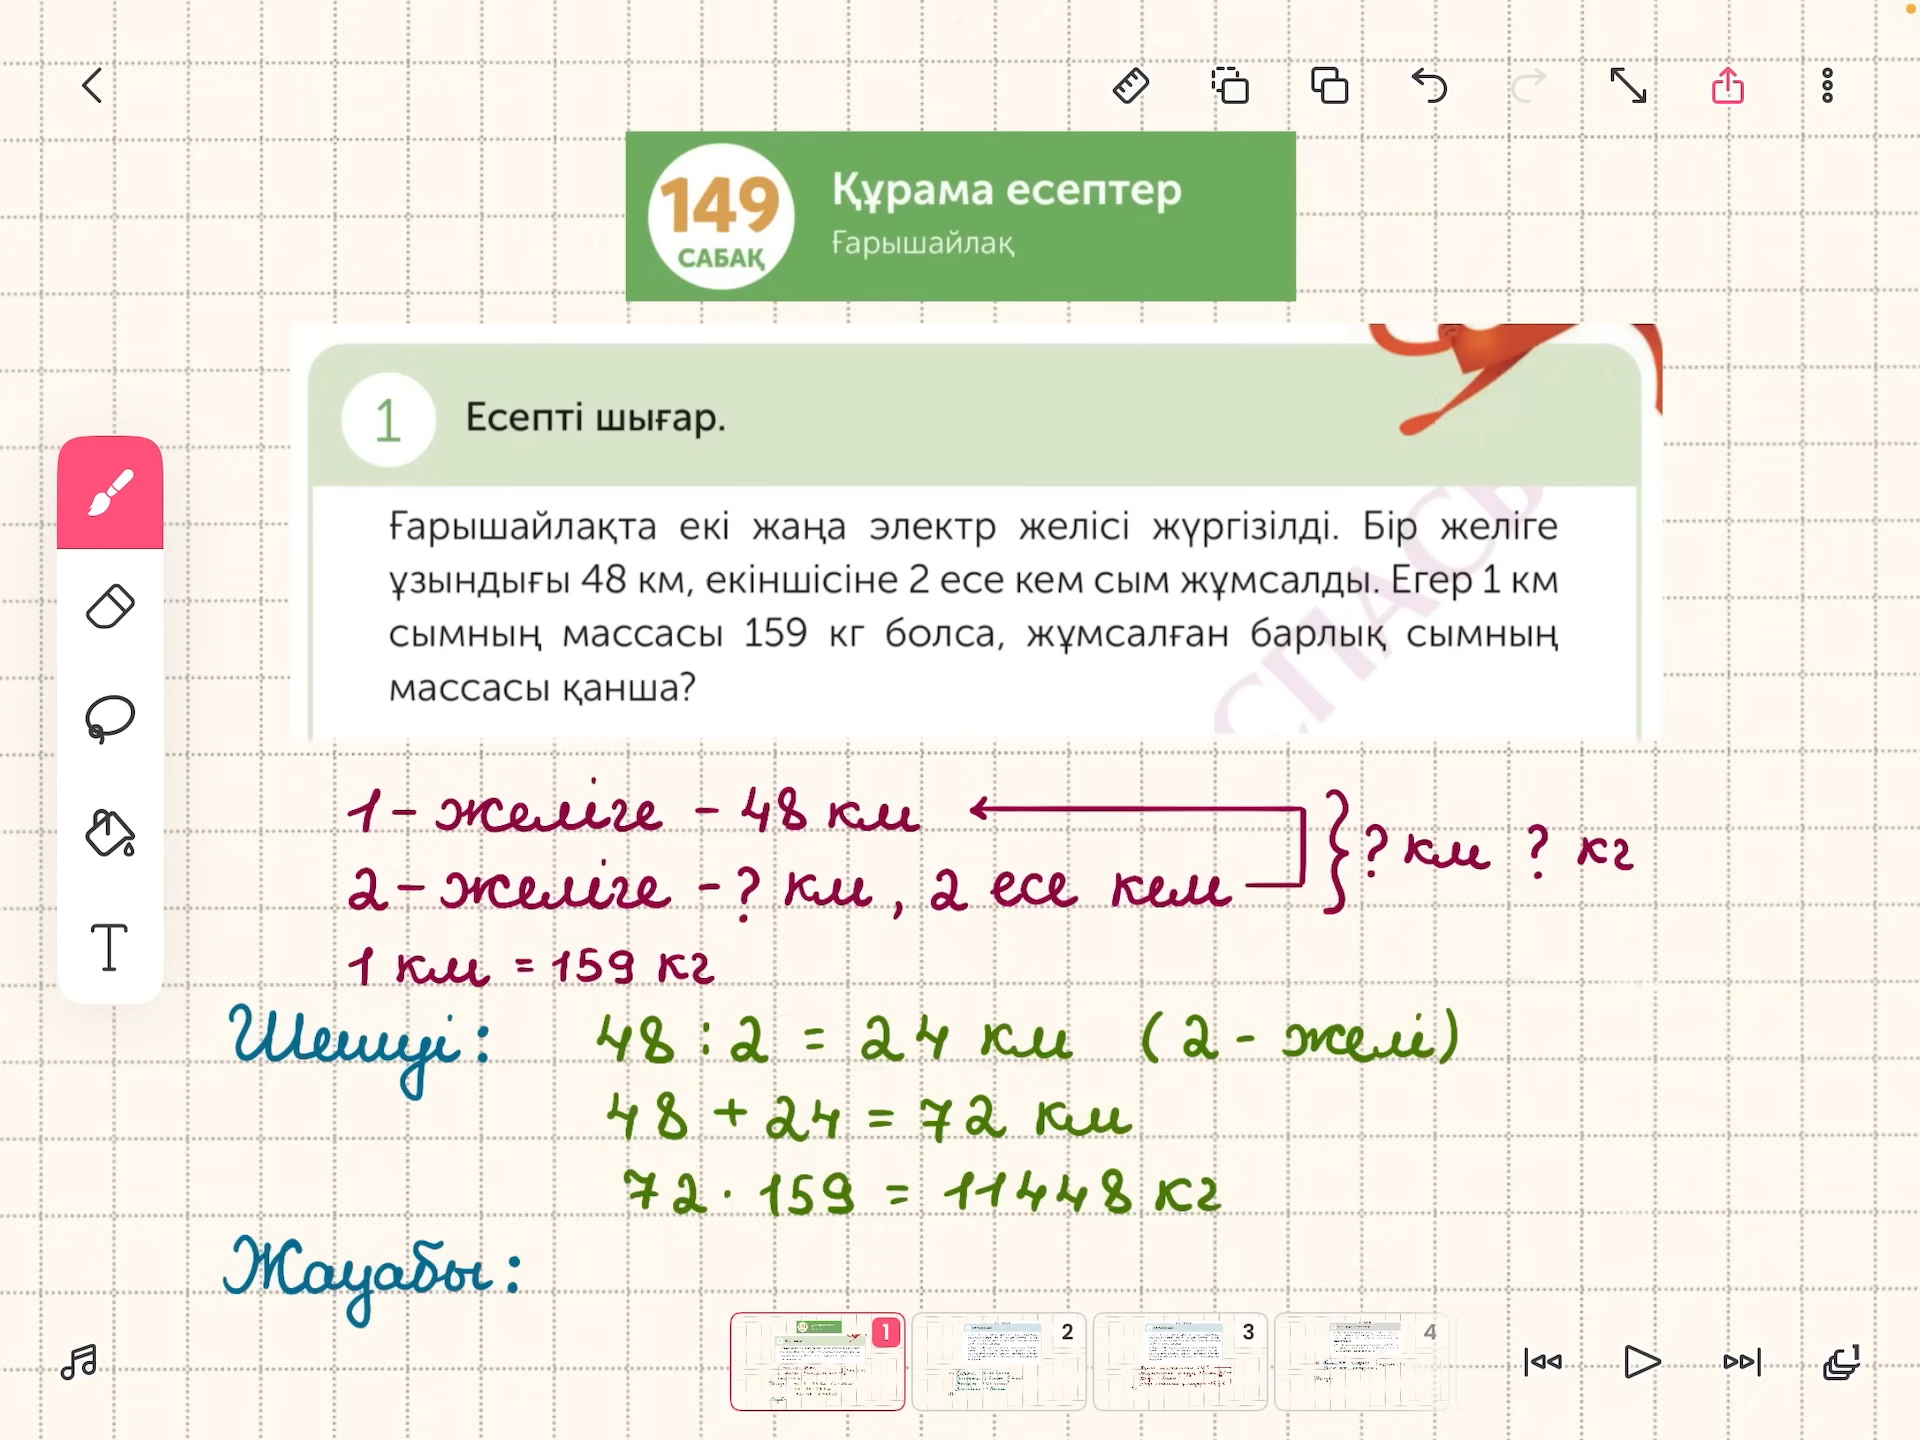 149
САБАҚ
Құрама есептер
Ғарышайлақ
1
Есепті шығар.
Ғарышайлақта екі жаңа электр желісі жүргізілді. Бір желіге
ұзындығы 48 км, екіншісіне 2 есе кем сым жұмсалды. Егер 1 км
сымның массасы 159 кг болса, жұмсалған барлық сымның
массасы қанша?
1 - желіге - 48 км
2 - желіге - ? км, 2 есе кем
? км ? кг
1 км = 159 кг
Шешуі: 48 : 2 = 24 км (2 - желі)
48 + 24 = 72 км
72 · 159 = 11448 кг
Жауабы:
T
1
2
3
4
1